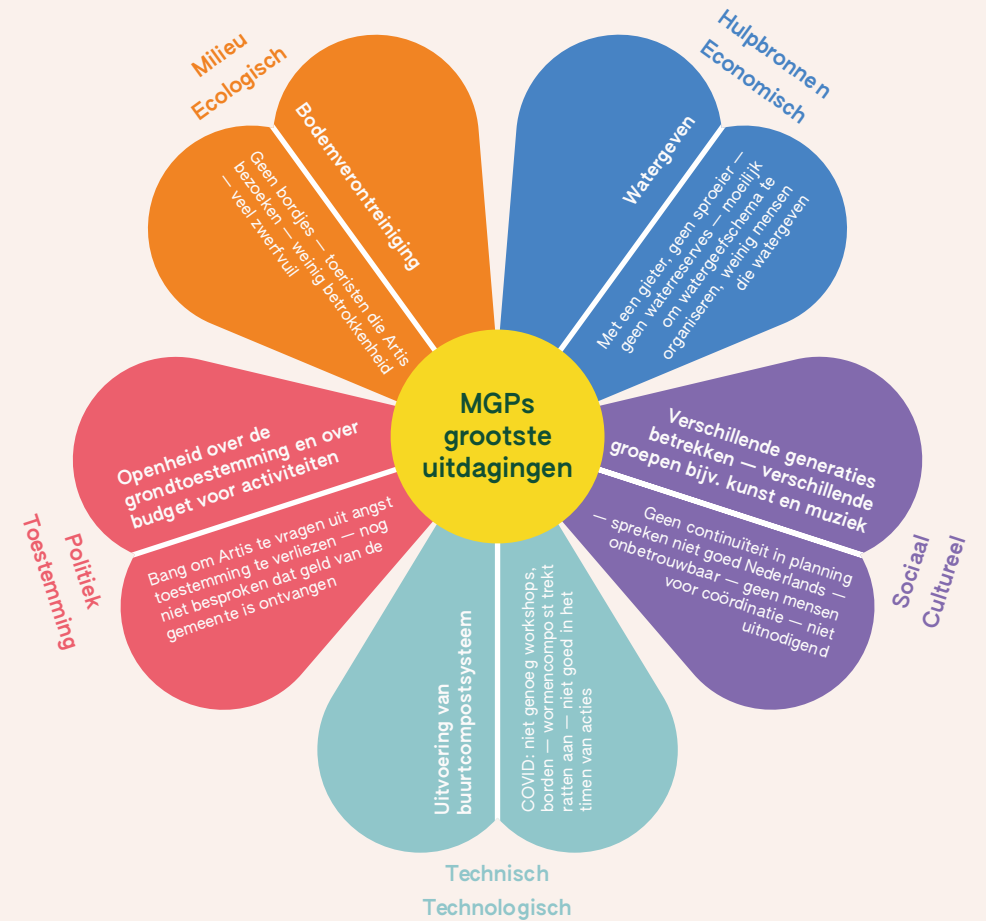 Milieu
Ecologisch
Bodemverontreiniging
Geen bordjes — toeristen die Artis
bezoeken — weinig betrokkenheid
— veel zwerfvuil
Hulpbronnen
Economisch
Watergeven
Met een gieter, geen sproeier —
geen waterreserves — moeilijk
om watergeefschema te
organiseren, weinig mensen
die watergeven
MGPs
grootste
uitdagingen
Openheid over de
grondtoestemming en over
budget voor activiteiten
Bang om Artis te vragen uit angst
toestemming te verliezen — nog
niet besproken dat geld van de
gemeente is ontvangen
Politiek
Toestemming
Verschillende generaties
betrekken — verschillende
groepen bijv. kunst en muziek
Geen continuïteit in planning
— spreken niet goed Nederlands —
onbetrouwbaar — geen mensen
voor coördinatie — niet
uitnodigend
Sociaal
Cultureel
Uitvoering van
buurtcompostsysteem
COVID: niet genoeg workshops,
borden — wormencompost trekt
ratten aan — niet goed in het
timen van acties
Technisch
Technologisch